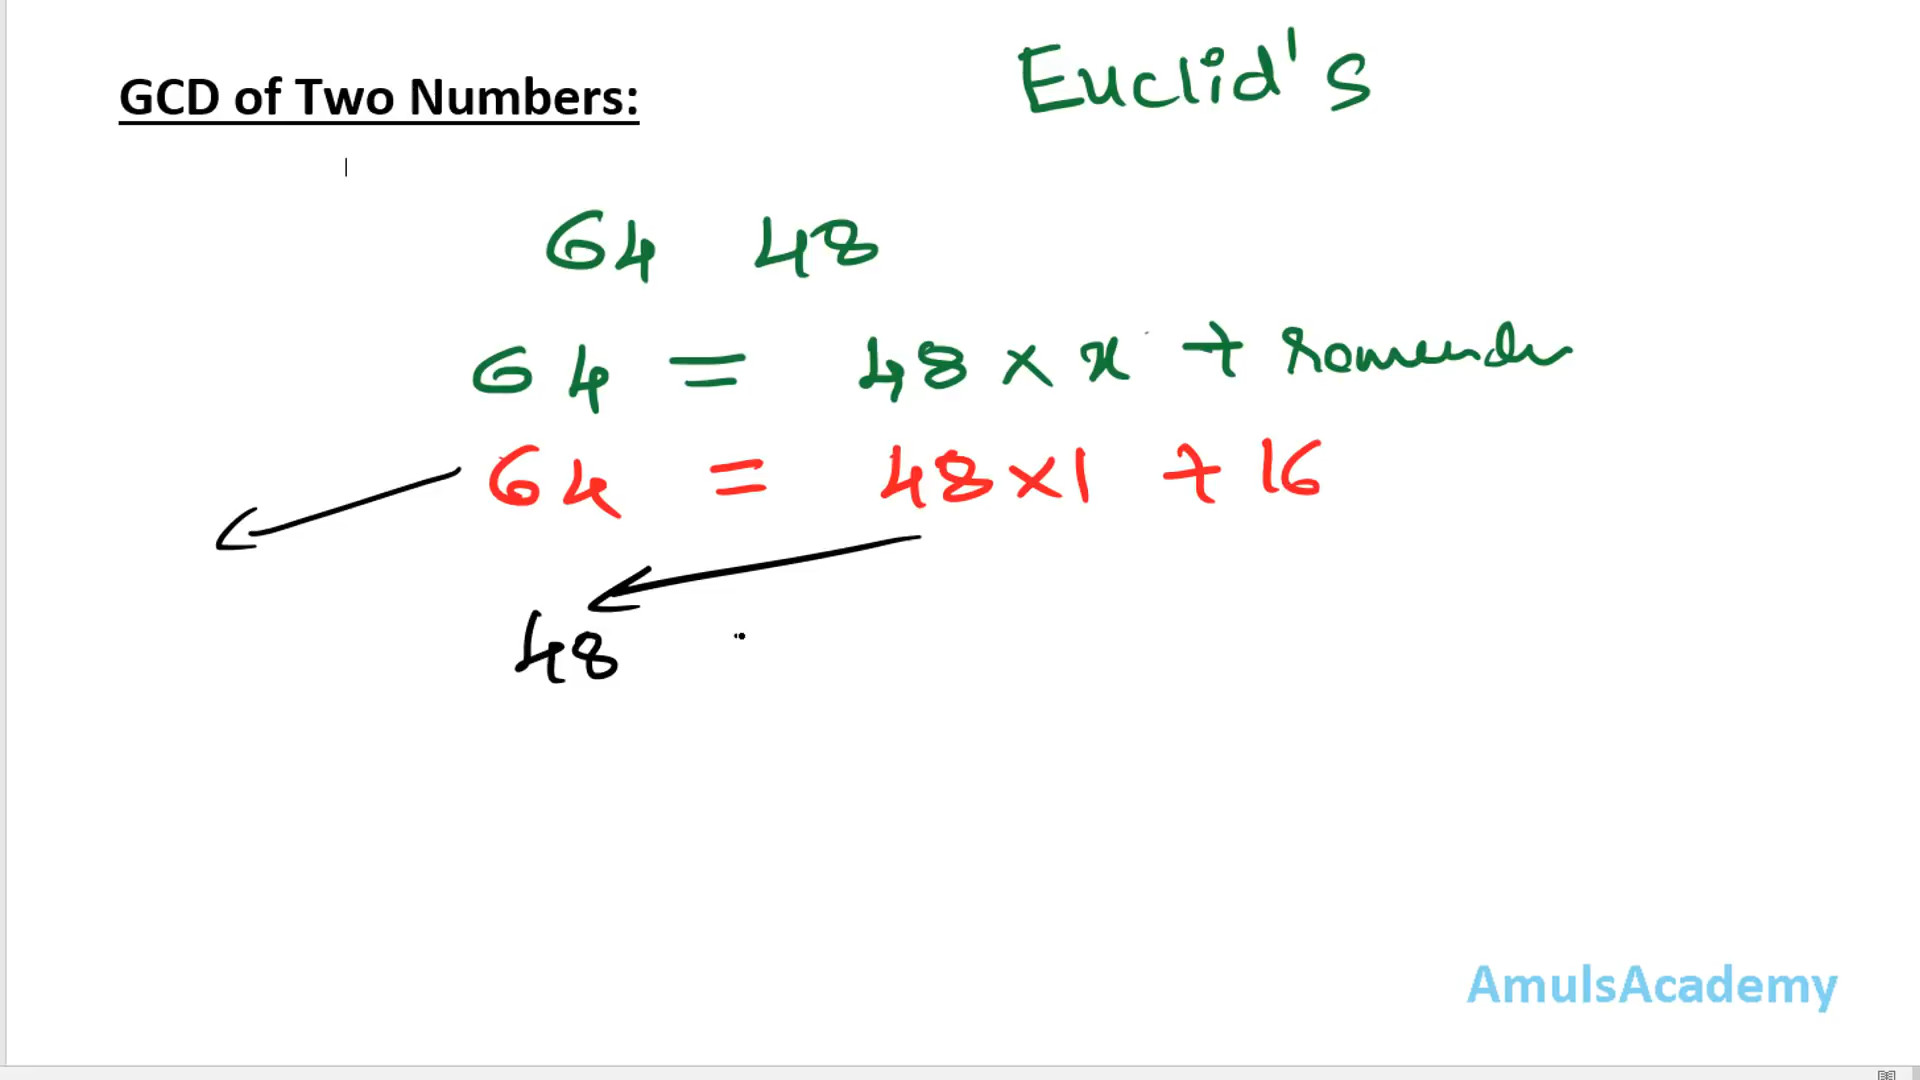 GCD of Two Numbers:
Euclid's
64 48
64 = 48 × x + remainder
64 = 48 × 1 + 16
48
AmulsAcademy